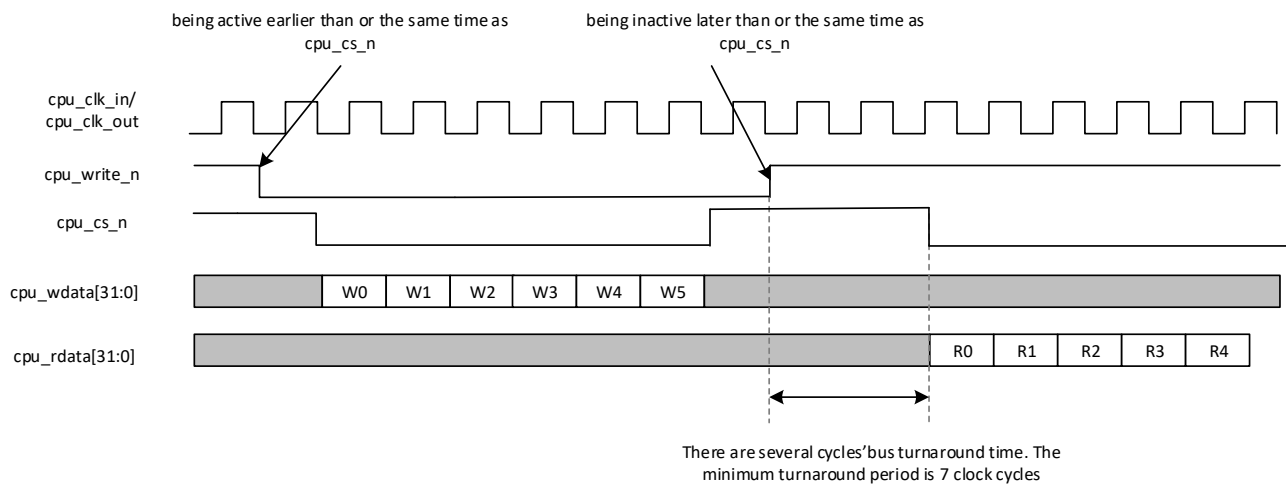 being active earlier than or the same time as
cpu_cs_n
being inactive later than or the same time as
cpu_cs_n
cpu_clk_in/
cpu_clk_out
cpu_write_n
cpu_cs_n
cpu_wdata[31:0]
W0 W1 W2 W3 W4 W5
cpu_rdata[31:0]
R0 R1 R2 R3 R4
There are several cycles’bus turnaround time. The
minimum turnaround period is 7 clock cycles